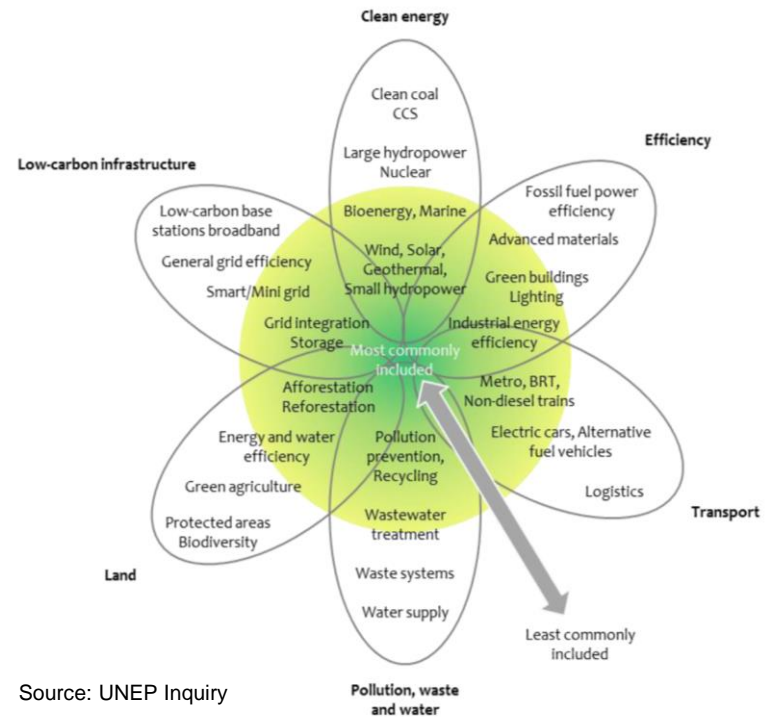 Clean energy
Clean coal
CCS
Large hydropower
Nuclear
Bioenergy, Marine
Wind, Solar,
Geothermal,
Small hydropower
Efficiency
Fossil fuel power
efficiency
Advanced materials
Green buildings
Lighting
Industrial energy
efficiency
Low-carbon infrastructure
Low-carbon base
stations broadband
General grid efficiency
Smart/Mini grid
Grid integration
Storage
Most commonly
included
Metro, BRT,
Non-diesel trains
Electric cars, Alternative
fuel vehicles
Logistics
Transport
Afforestation
Reforestation
Energy and water
efficiency
Green agriculture
Protected areas
Biodiversity
Land
Pollution
prevention,
Recycling
Wastewater
treatment
Waste systems
Water supply
Pollution, waste
and water
Least commonly
included
Source: UNEP Inquiry